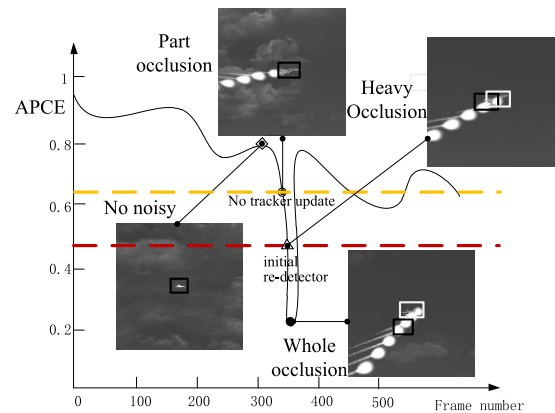 Part
occlusion
Heavy
Occlusion
1
APCE
0.8
No tracker update
0.6
No noisy
initial
re-detector
0.4
0.2
Whole
occlusion
0 100 200 300 400 500 Frame number